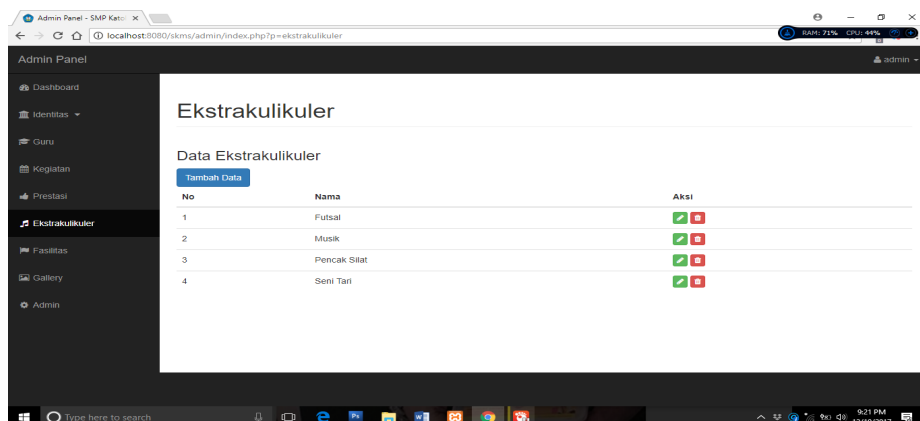 Admin Panel - SMP Kato
localhost:8080/skms/admin/index.php?p=ekstrakulikuler
RAM: 71% CPU: 44%
Admin Panel
admin
Dashboard
Identitas
Guru
Kegiatan
Prestasi
Ekstrakulikuler
Fasilitas
Gallery
Admin
Ekstrakulikuler
Data Ekstrakulikuler
Tambah Data
No Nama Aksi
1 Futsal
2 Musik
3 Pencak Silat
4 Seni Tari
Type here to search
9:21 PM